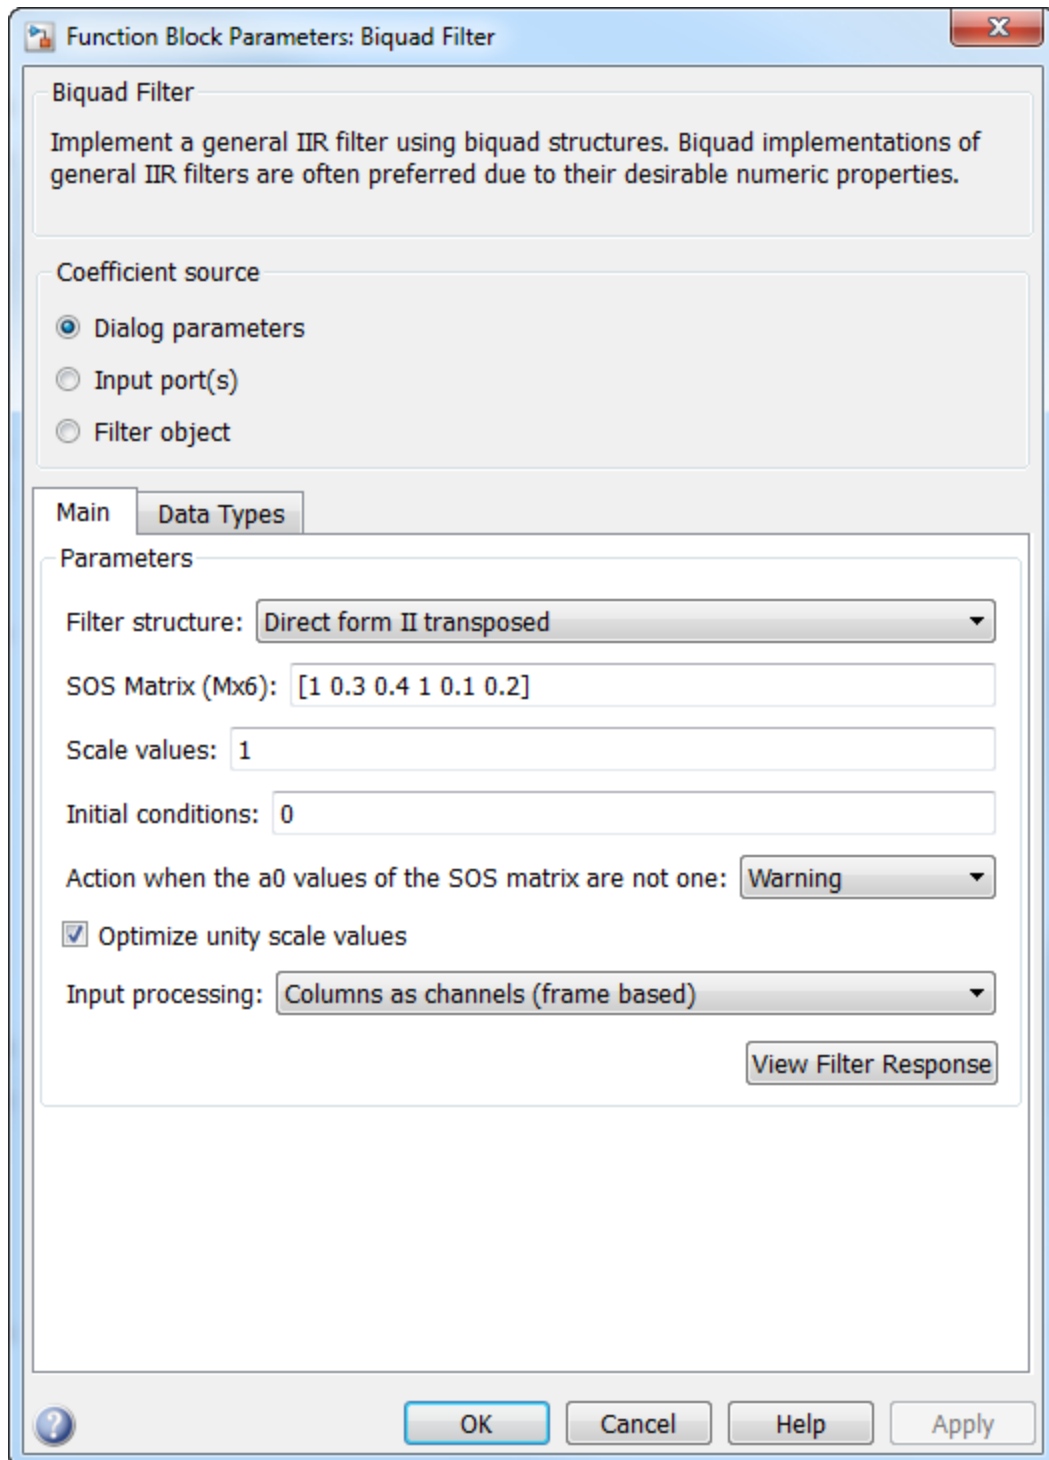 Function Block Parameters: Biquad Filter
X
Biquad Filter
Implement a general IIR filter using biquad structures. Biquad implementations of
general IIR filters are often preferred due to their desirable numeric properties.
Coefficient source
Dialog parameters
Input port(s)
Filter object
Main Data Types
Parameters
Filter structure: Direct form II transposed
SOS Matrix (Mx6): [1 0.3 0.4 1 0.1 0.2]
Scale values: 1
Initial conditions: 0
Action when the a0 values of the SOS matrix are not one: Warning
Optimize unity scale values
Input processing: Columns as channels (frame based)
View Filter Response
? OK Cancel Help Apply